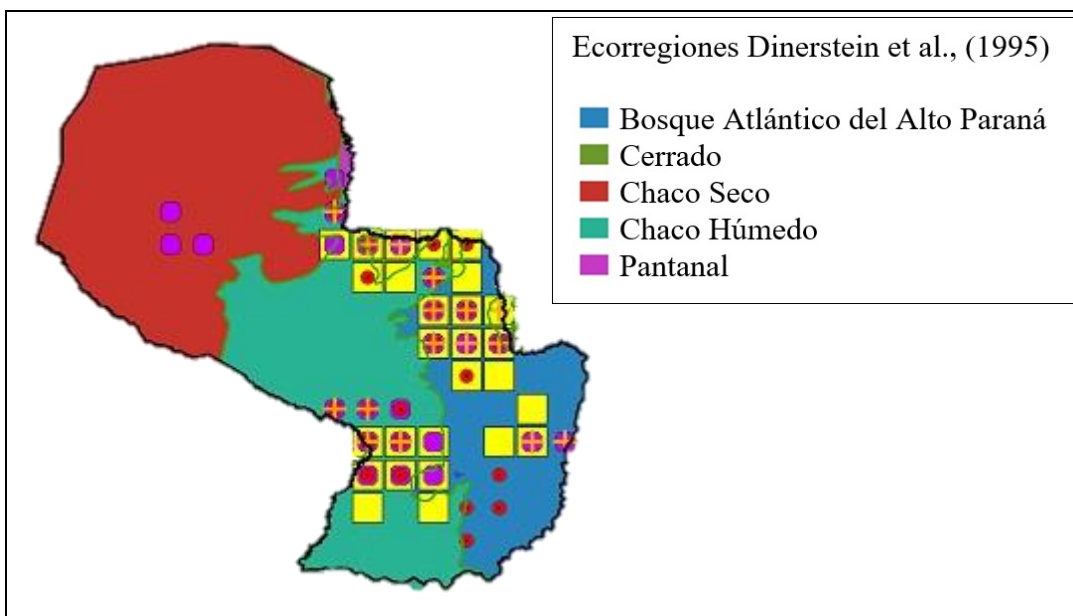 Ecorregiones Dinerstein et al., (1995)
Bosque Atlántico del Alto Paraná
Cerrado
Chaco Seco
Chaco Húmedo
Pantanal